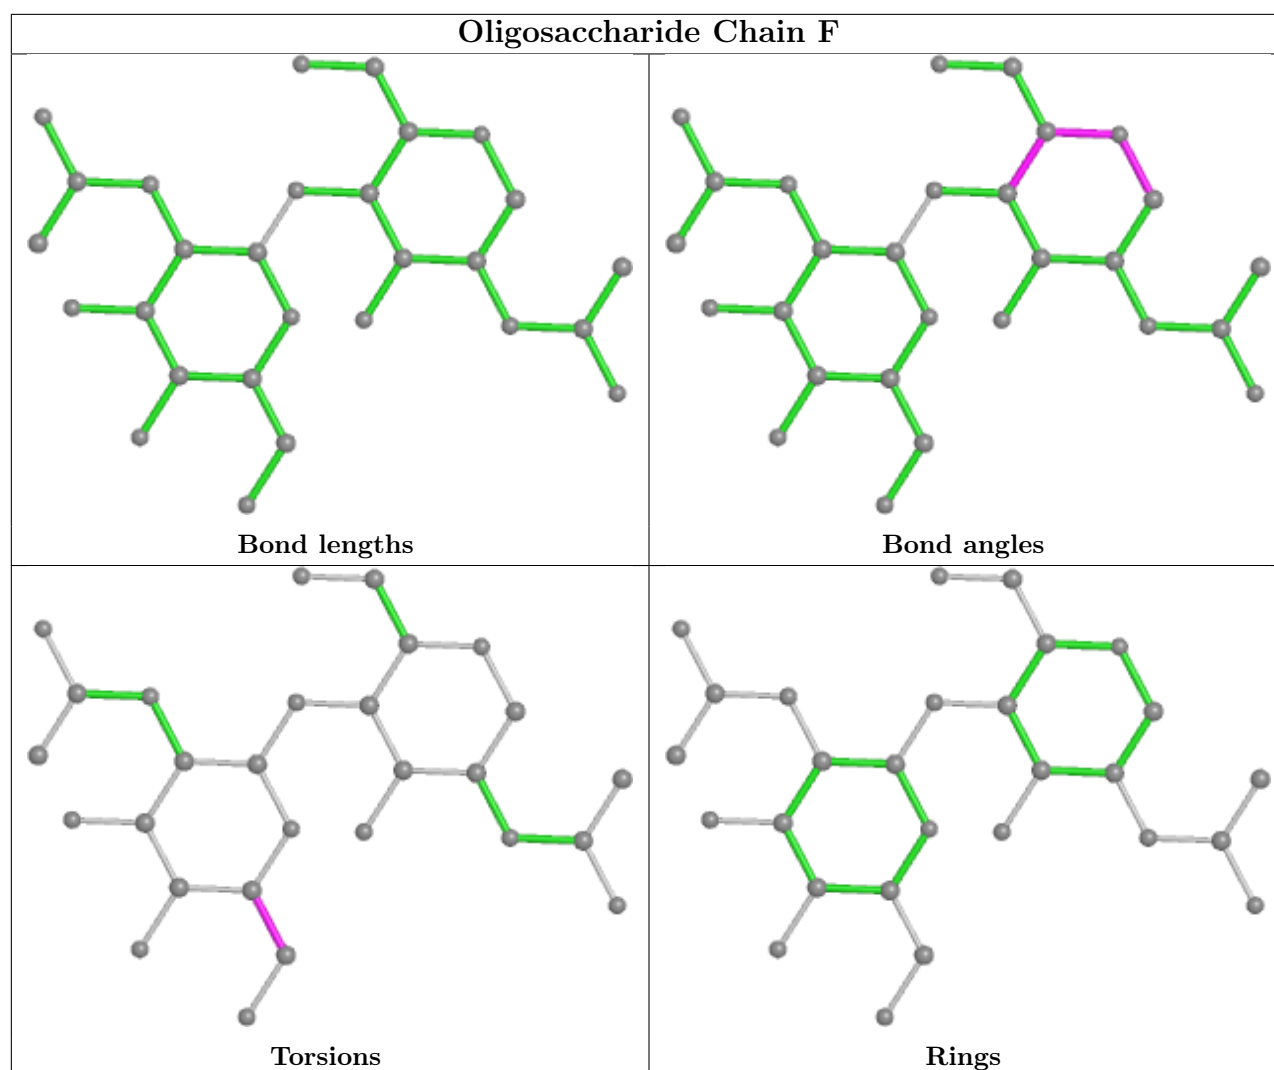 Oligosaccharide Chain F
Bond lengths
Bond angles
Torsions
Rings